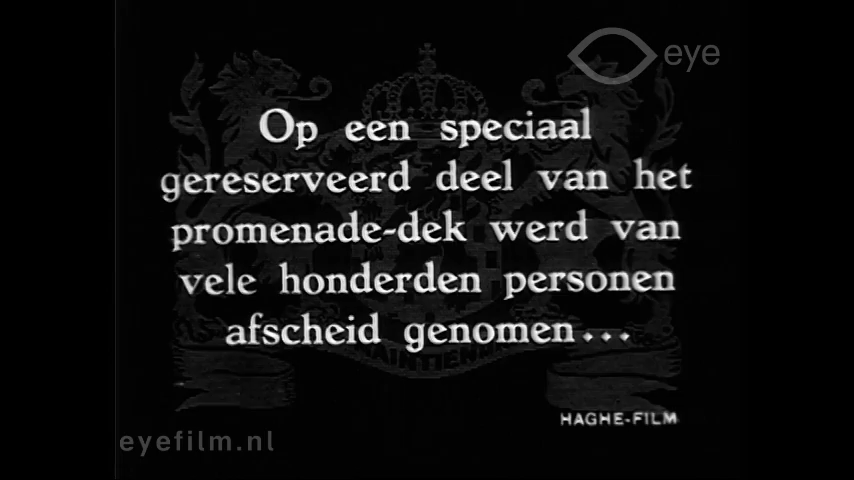 eye
Op een speciaal
gereserveerd deel van het
promenade-dek werd van
vele honderden personen
afscheid genomen...
HAGHE-FILM
eyefilm.nl